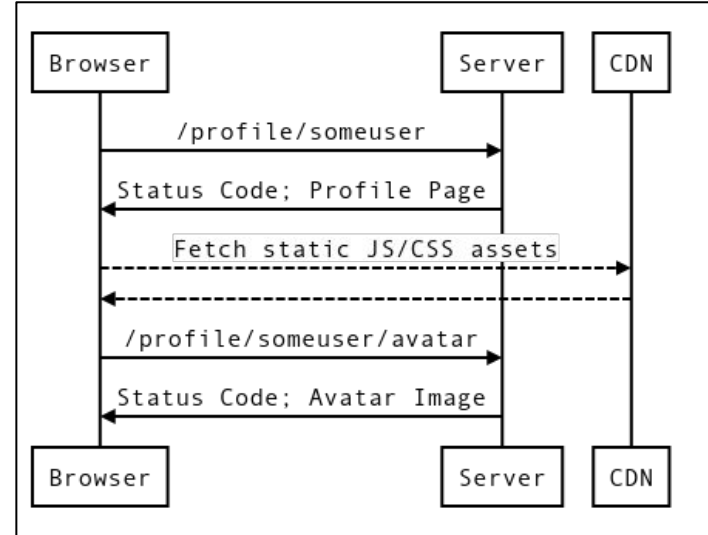 Browser Server CDN
/profile/someuser
Status Code; Profile Page
Fetch static JS/CSS assets
/profile/someuser/avatar
Status Code; Avatar Image
Browser Server CDN